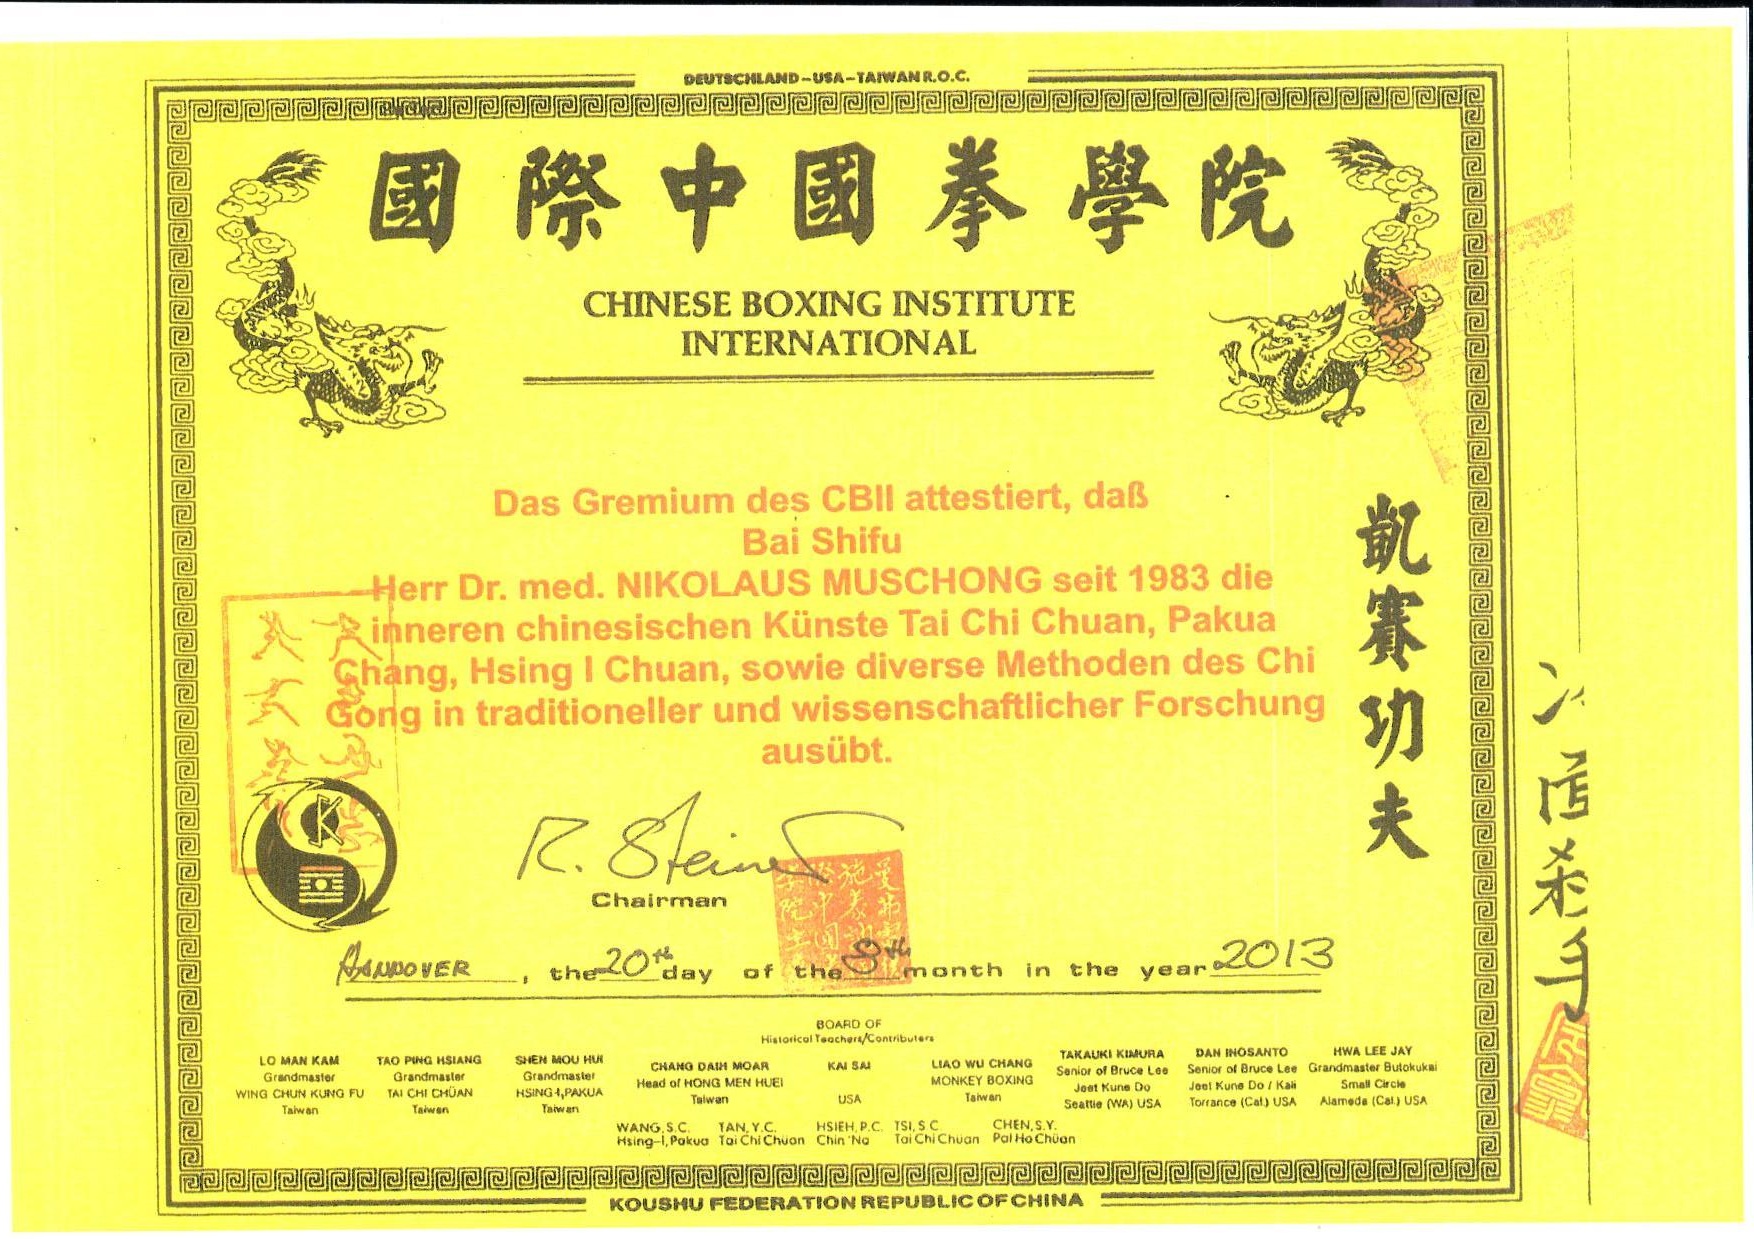 DEUTSCHLAND-USA-TAIWAN R.O.C.
國際中國拳學院
CHINESE BOXING INSTITUTE
INTERNATIONAL
Das Gremium des CBII attestiert, daß
Bai Shifu
Herr Dr. med. NIKOLAUS MUSCHONG seit 1983 die
inneren chinesischen Künste Tai Chi Chuan, Pakua
Chang, Hsing I Chuan, sowie diverse Methoden des Chi
Gong in traditioneller und wissenschaftlicher Forschung
ausübt.
凱賽功夫
K
R. Steiner
Chairman
HANNOVER, the 20th day of the 8th month in the year 2013
BOARD OF
Historical Teachers/Contributers
LO MAN KAM
Grandmaster
WING CHUN KUNG FU
Taiwan
TAO PING HSIANG
Grandmaster
TAI CHI CHÜAN
Taiwan
SHEN MOU HUI
Grandmaster
HSING-I, PAKUA
Taiwan
CHANG DAIH MOAR
Head of HONG MEN HUEI
Taiwan
KAI SAI
USA
LIAO WU CHANG
MONKEY BOXING
Taiwan
TAKAUKI KIMURA
Senior of Bruce Lee
Jeet Kune Do
Seattle (WA) USA
DAN INOSANTO
Senior of Bruce Lee
Jeet Kune Do / Kali
Torrance (Cal.) USA
HWA LEE JAY
Grandmaster Butokukai
Small Circle
Alameda (Cal.) USA
WANG, S.C.
Hsing-I, Pakua
TAN, Y.C.
Tai Chi Chuan
HSIEH, P.C.
Chin 'Na
TSI, S.C.
Tai Chi Chuan
CHEN, S.Y.
Pal Ho Chüan
KOUSHU FEDERATION REPUBLIC OF CHINA